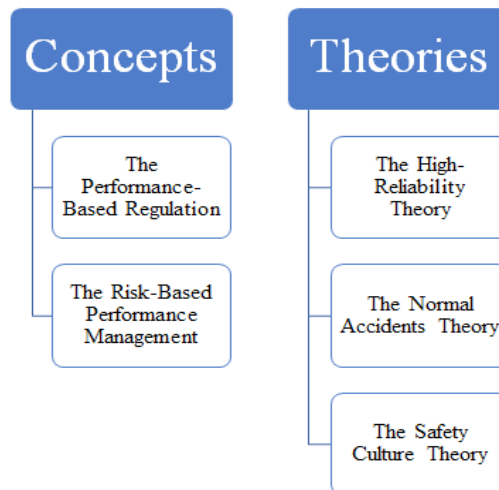 Concepts
The
Performance-
Based Regulation
The Risk-Based
Performance
Management
Theories
The High-
Reliability
Theory
The Normal
Accidents Theory
The Safety
Culture Theory